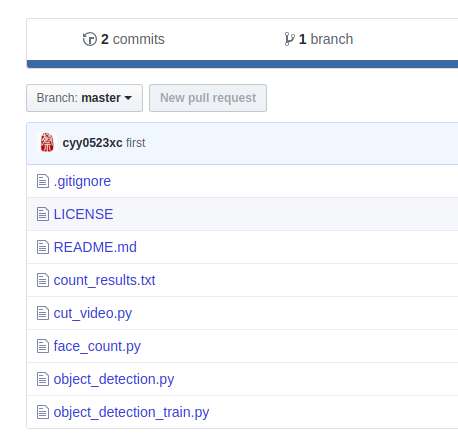 2 commits 1 branch
Branch: master New pull request
cyy0523xc first
.gitignore
LICENSE
README.md
count_results.txt
cut_video.py
face_count.py
object_detection.py
object_detection_train.py